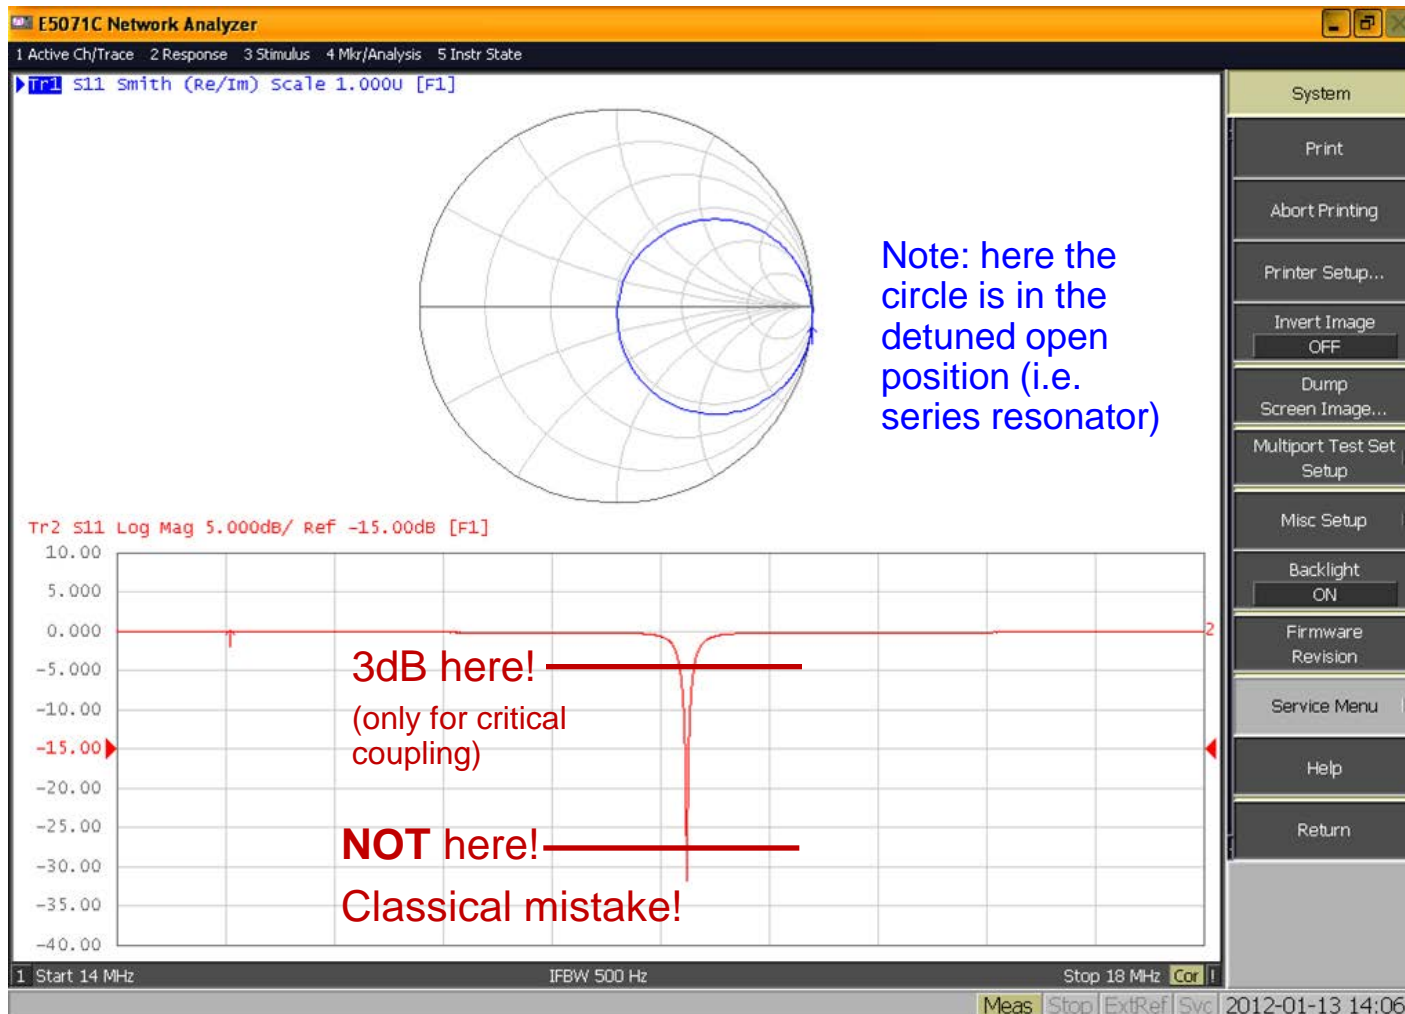 E5071C Network Analyzer
1 Active Ch/Trace 2 Response 3 Stimulus 4 Mkr/Analysis 5 Instr State
Tr1 S11 Smith (Re/Im) Scale 1.000U [F1]
Note: here the
circle is in the
detuned open
position (i.e.
series resonator)
Tr2 S11 Log Mag 5.000dB/ Ref -15.00dB [F1]
10.00
5.000
0.000
2
-5.000
3dB here!
(only for critical
coupling)
-10.00
-15.00
-20.00
-25.00
NOT here!
-30.00
Classical mistake!
-35.00
-40.00
1 Start 14 MHz
IFBW 500 Hz
Stop 18 MHz Cor !
System
Print
Abort Printing
Printer Setup...
Invert Image
OFF
Dump
Screen Image...
Multiport Test Set
Setup
Misc Setup
Backlight
ON
Firmware
Revision
Service Menu
Help
Return
Meas Stop ExtRef Svc 2012-01-13 14:06